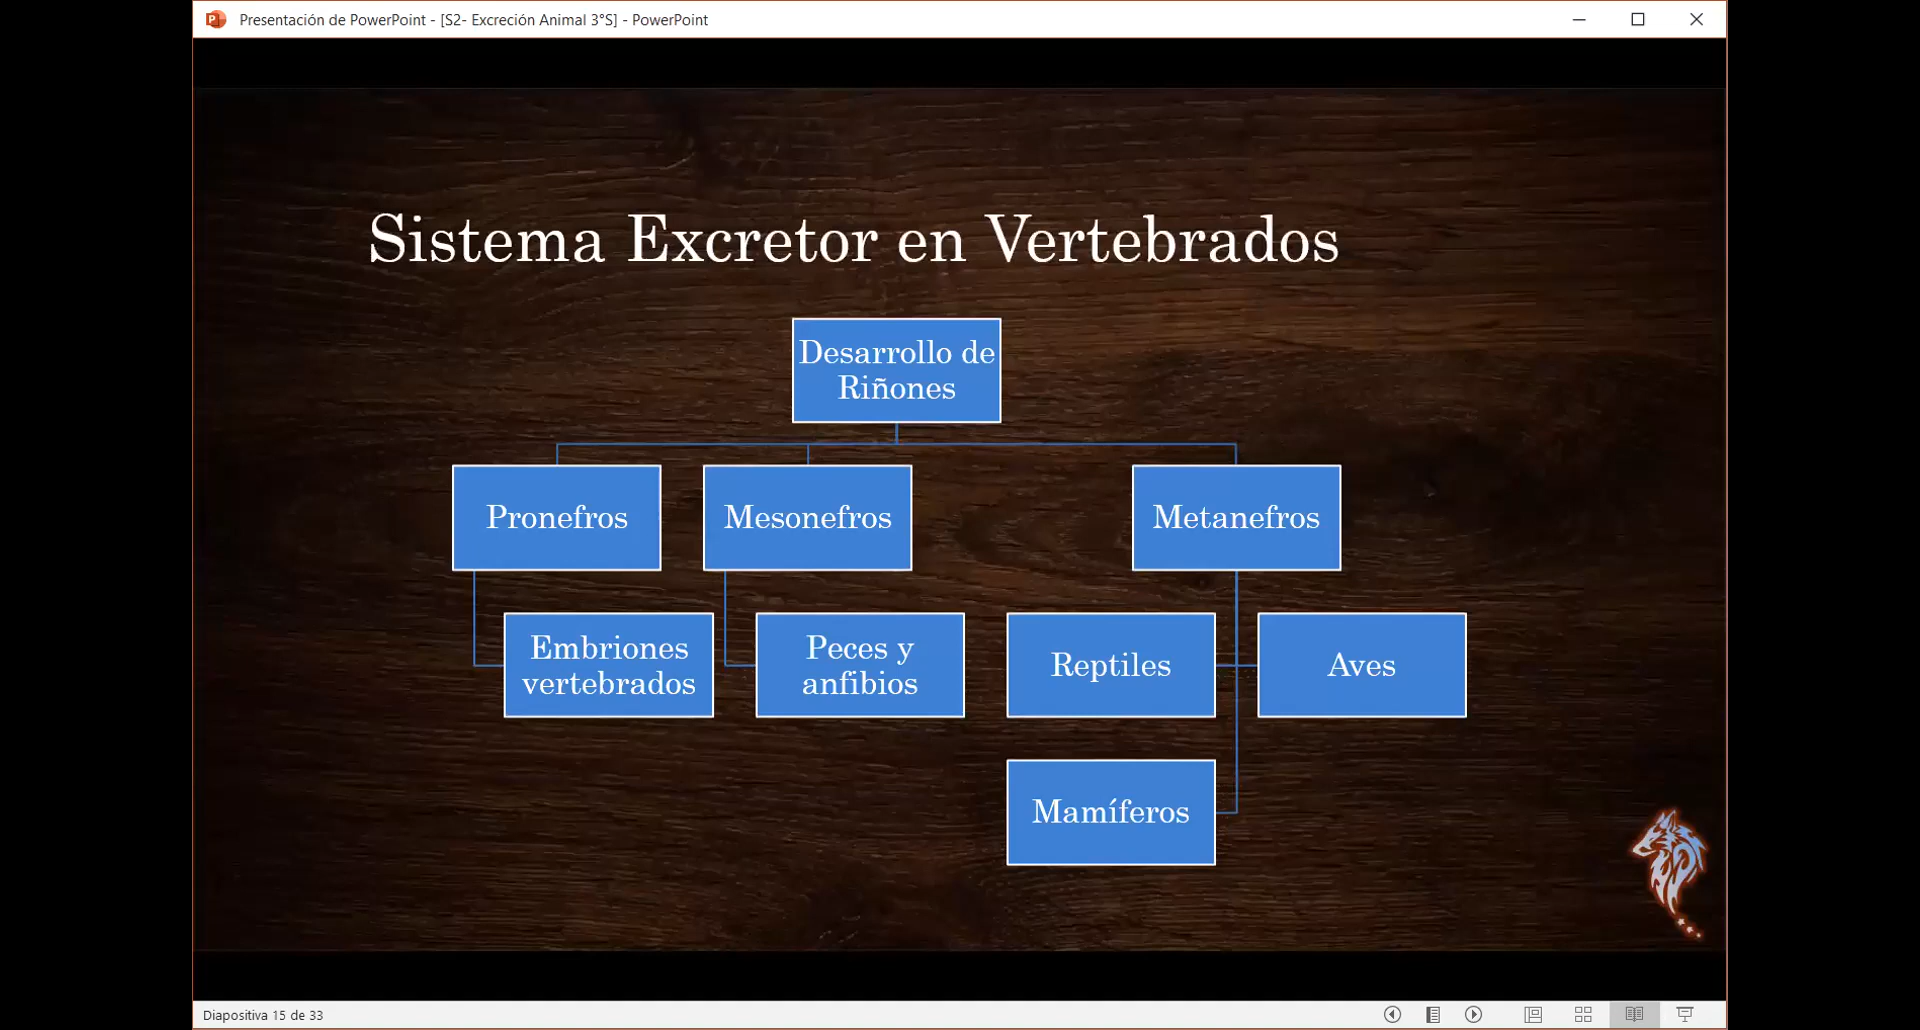 Presentación de PowerPoint - [S2- Excreción Animal 3°S] - PowerPoint
Sistema Excretor en Vertebrados
Desarrollo de
Riñones
Pronefros
Mesonefros
Metanefros
Embriones
vertebrados
Peces y
anfibios
Reptiles
Aves
Mamíferos
Diapositiva 15 de 33